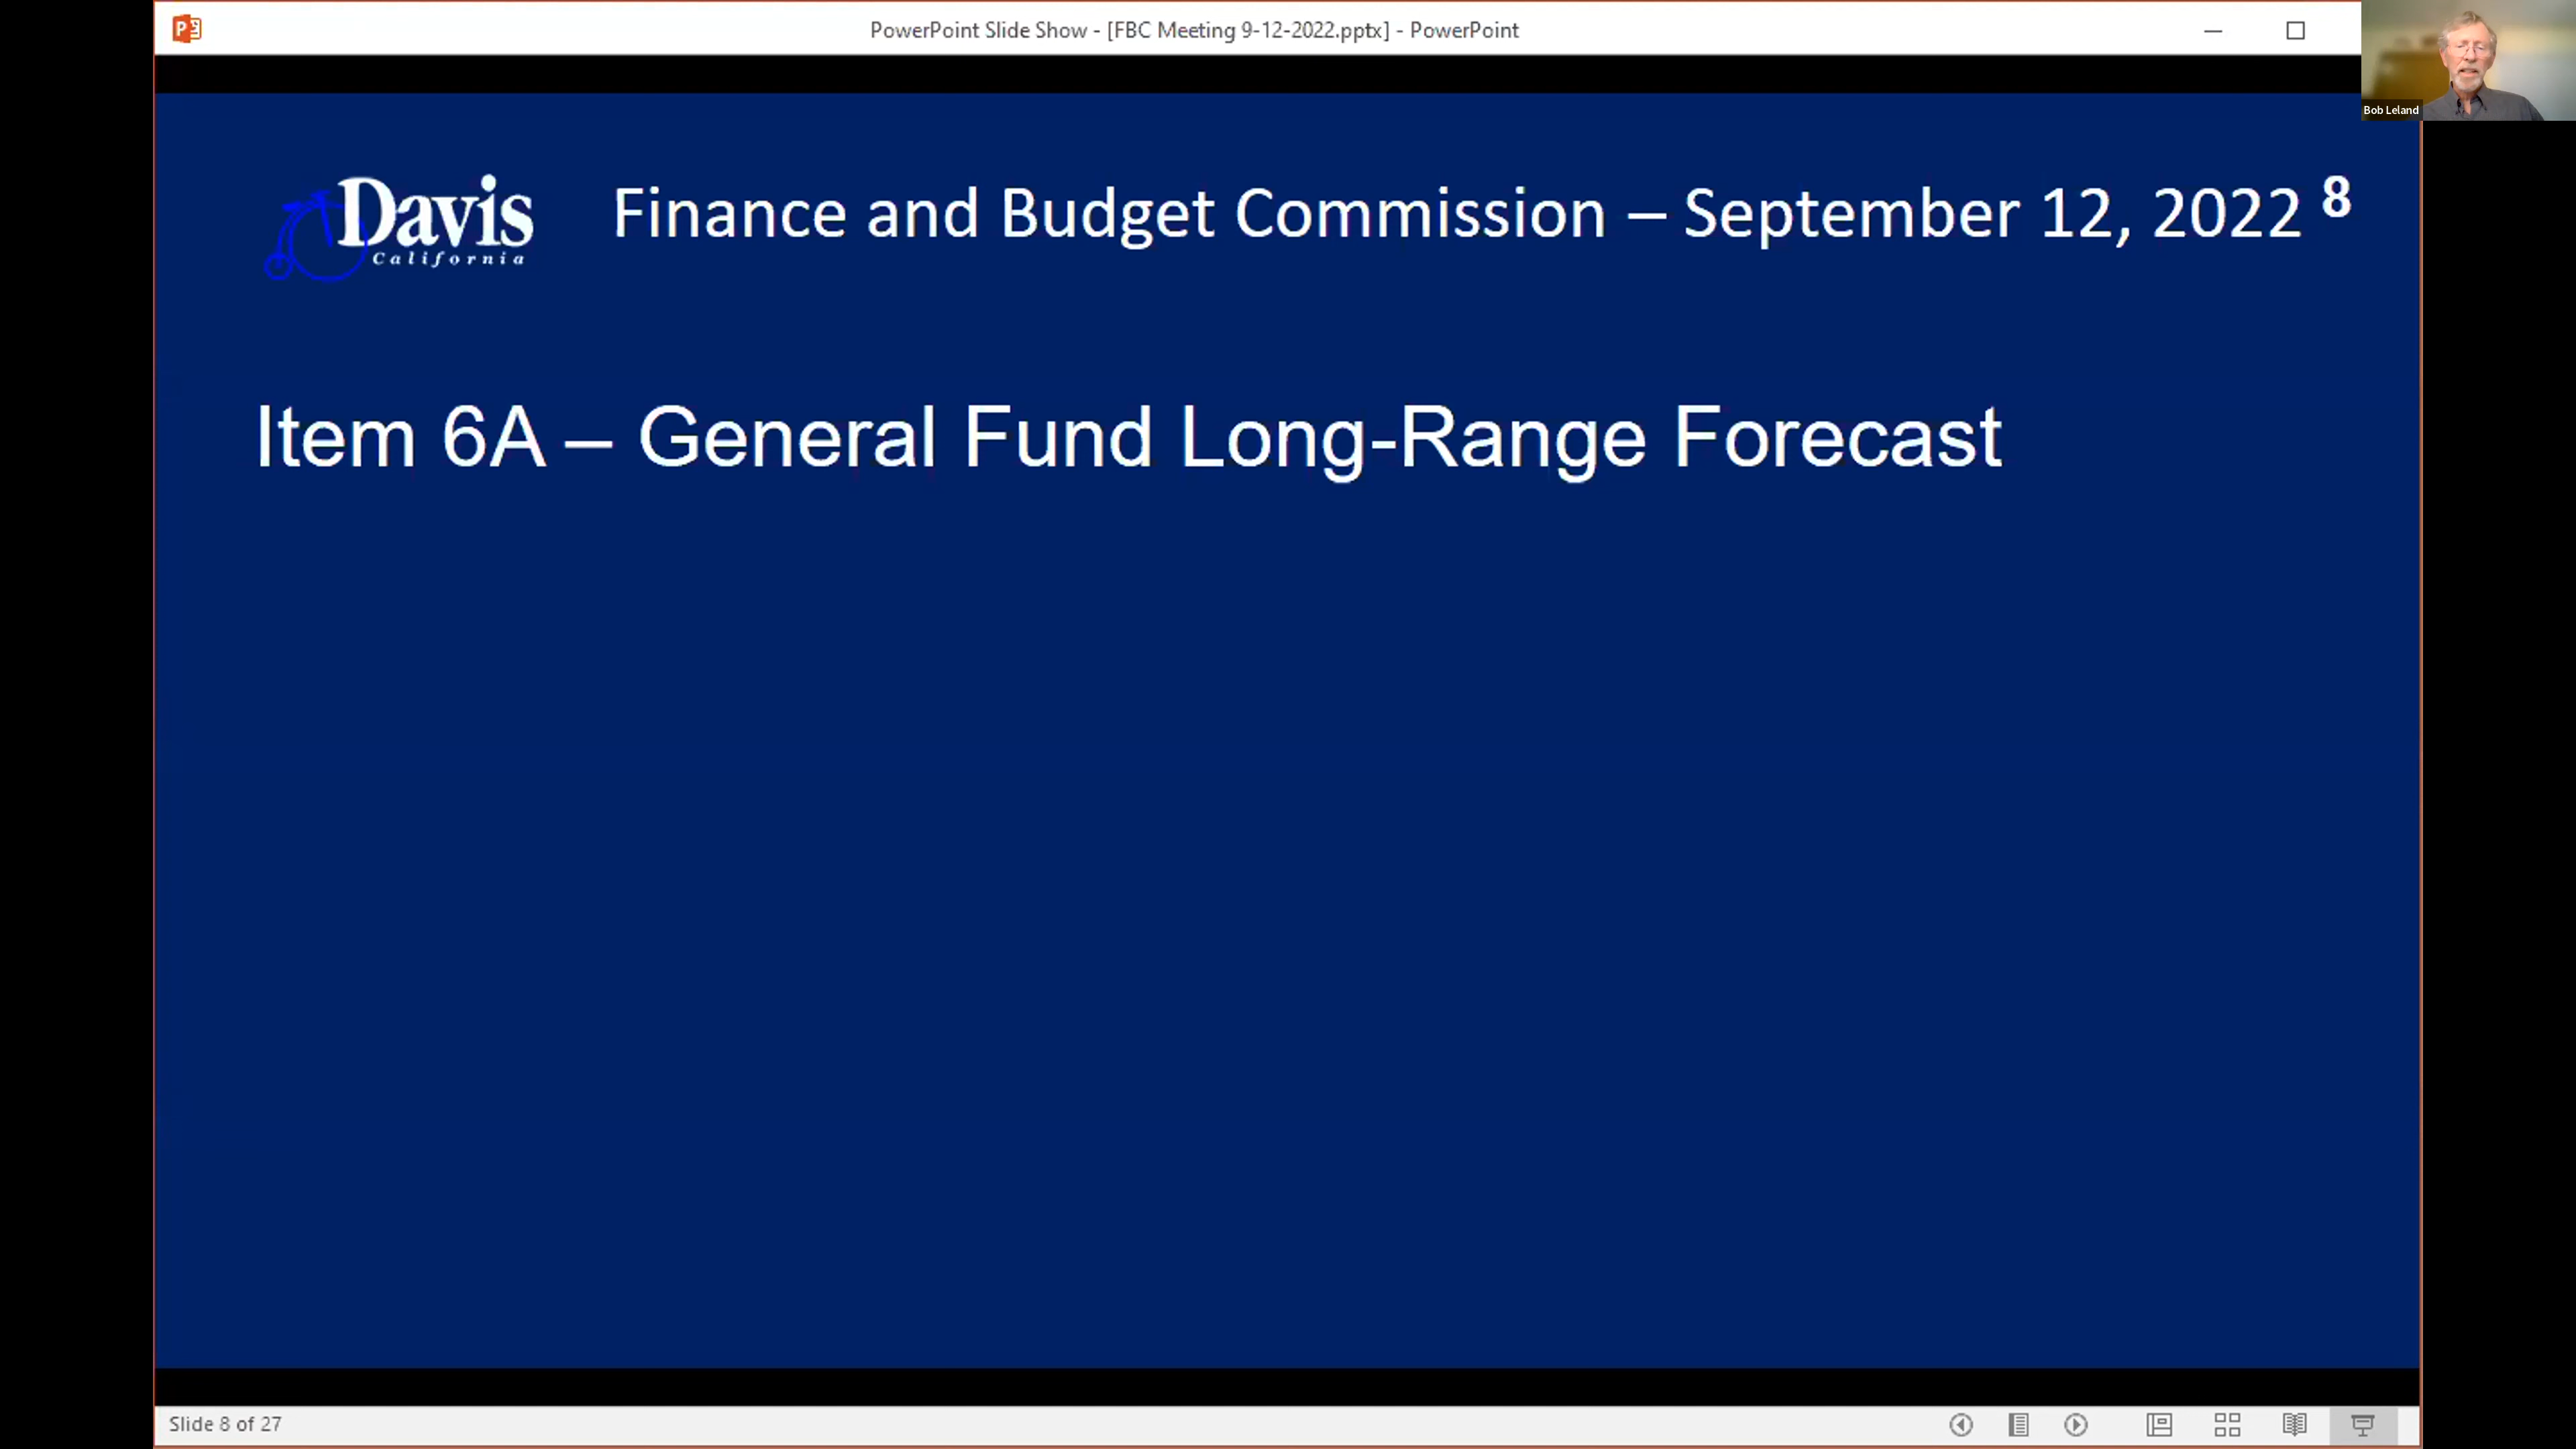 PowerPoint Slide Show - [FBC Meeting 9-12-2022.pptx] - PowerPoint
Bob Leland
Davis
California
Finance and Budget Commission – September 12, 2022 8
Item 6A – General Fund Long-Range Forecast
Slide 8 of 27